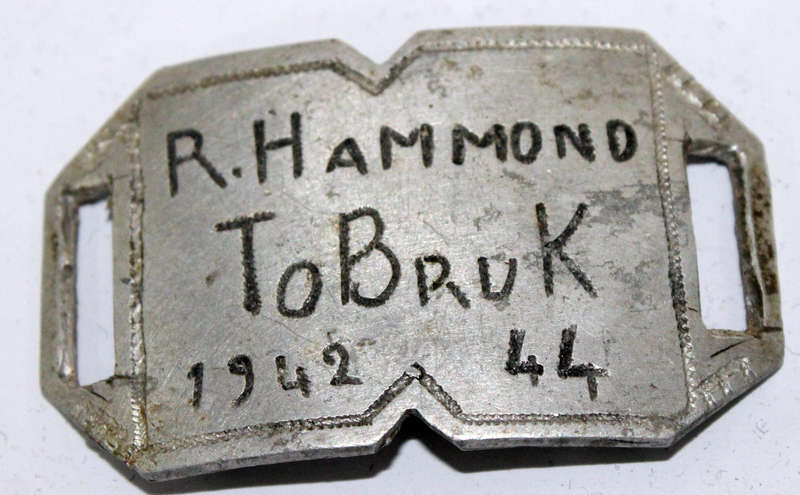 R. HAMMOND
ToBRUK
1942 44